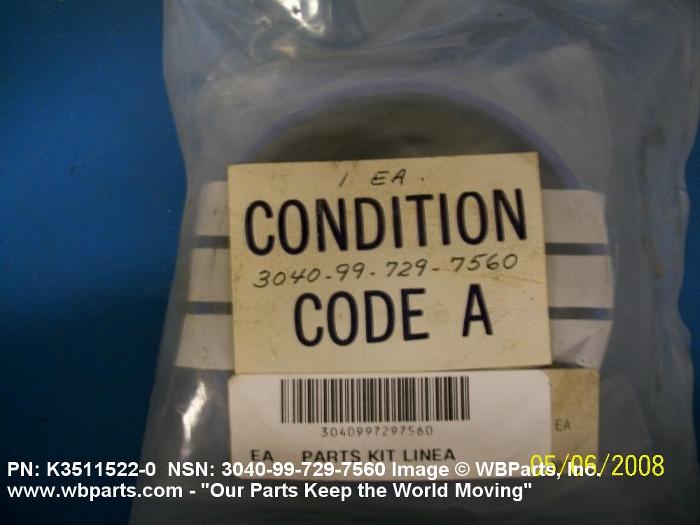 1 EA.
CONDITION
3040-99-729-7560
CODE A
3040997297560
EA
EA PARTS KIT LINEA
05/06/2008
PN: K3511522-0 NSN: 3040-99-729-7560 Image © WBParts, Inc.
www.wbparts.com - "Our Parts Keep the World Moving"